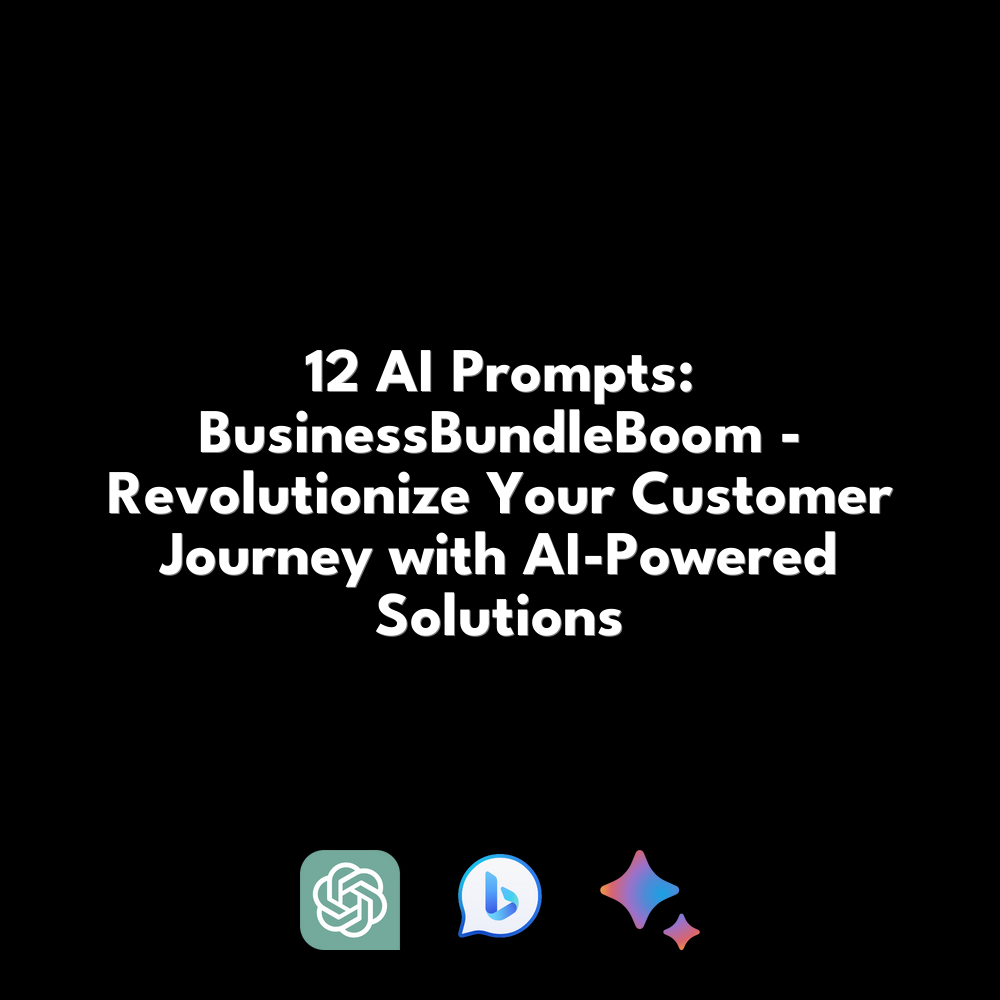 12 AI Prompts:
BusinessBundleBoom -
Revolutionize Your Customer
Journey with AI-Powered
Solutions